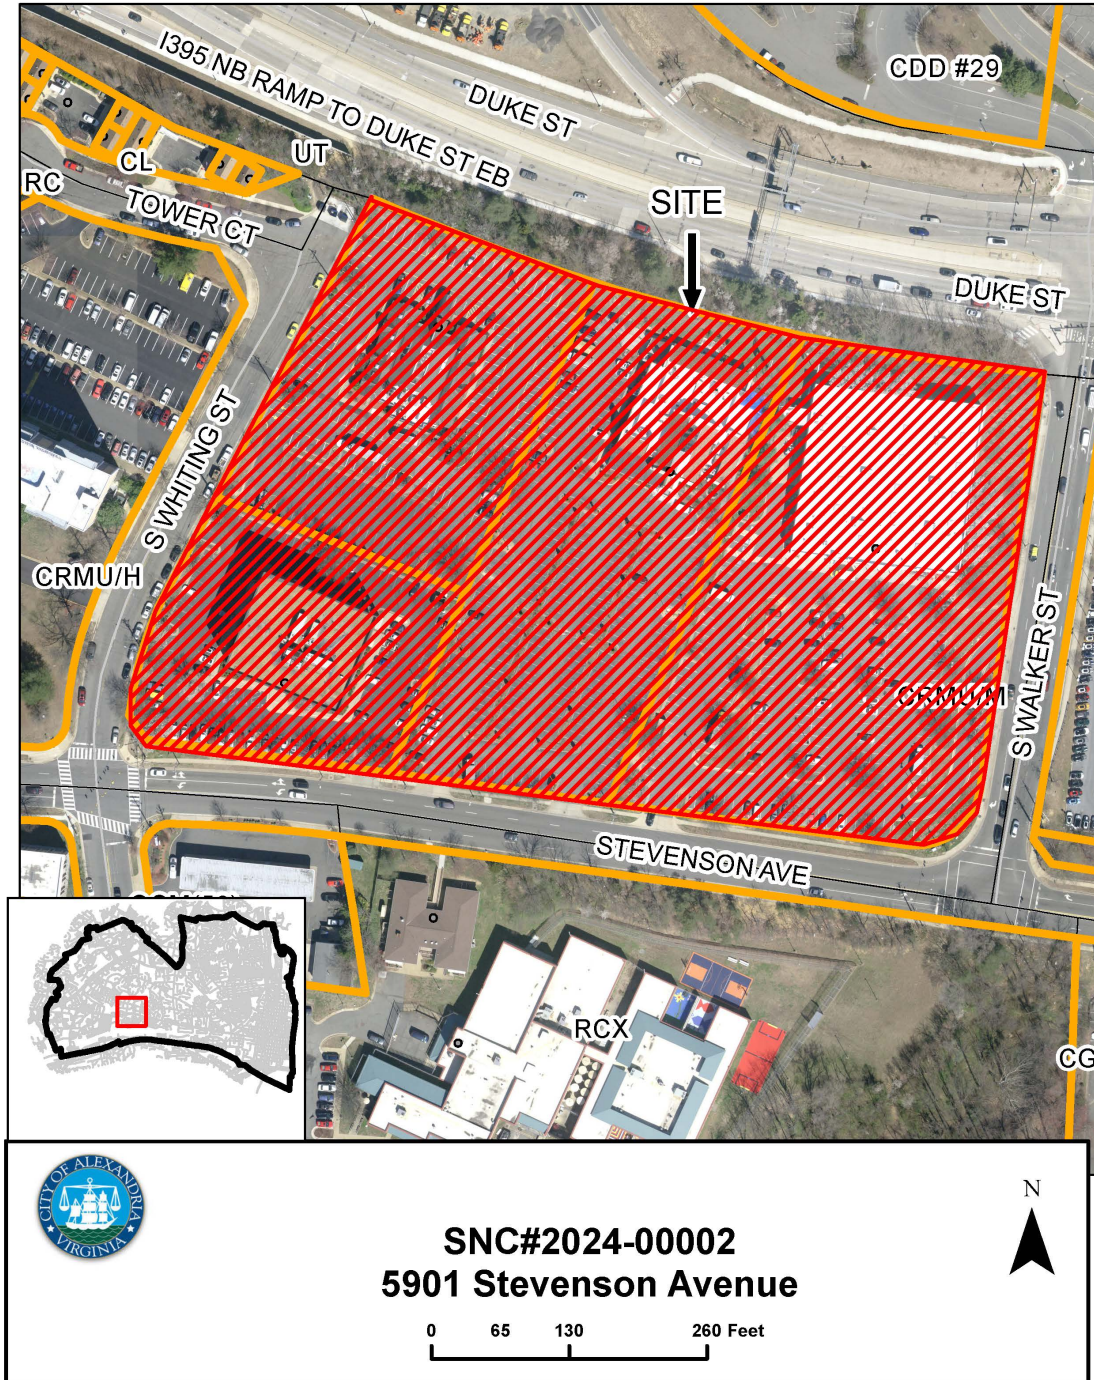 I395 NB RAMP TO DUKE ST EB
DUKE ST
CDD #29
UT
CL
RC
TOWER CT
SITE
DUKE ST
S WHITING ST
CRMU/H
CRMU/M
S WALKER ST
STEVENSON AVE
RCX
CG
CITY OF ALEXANDRIA
VIRGINIA
N
SNC#2024-00002
5901 Stevenson Avenue
0 65 130 260 Feet